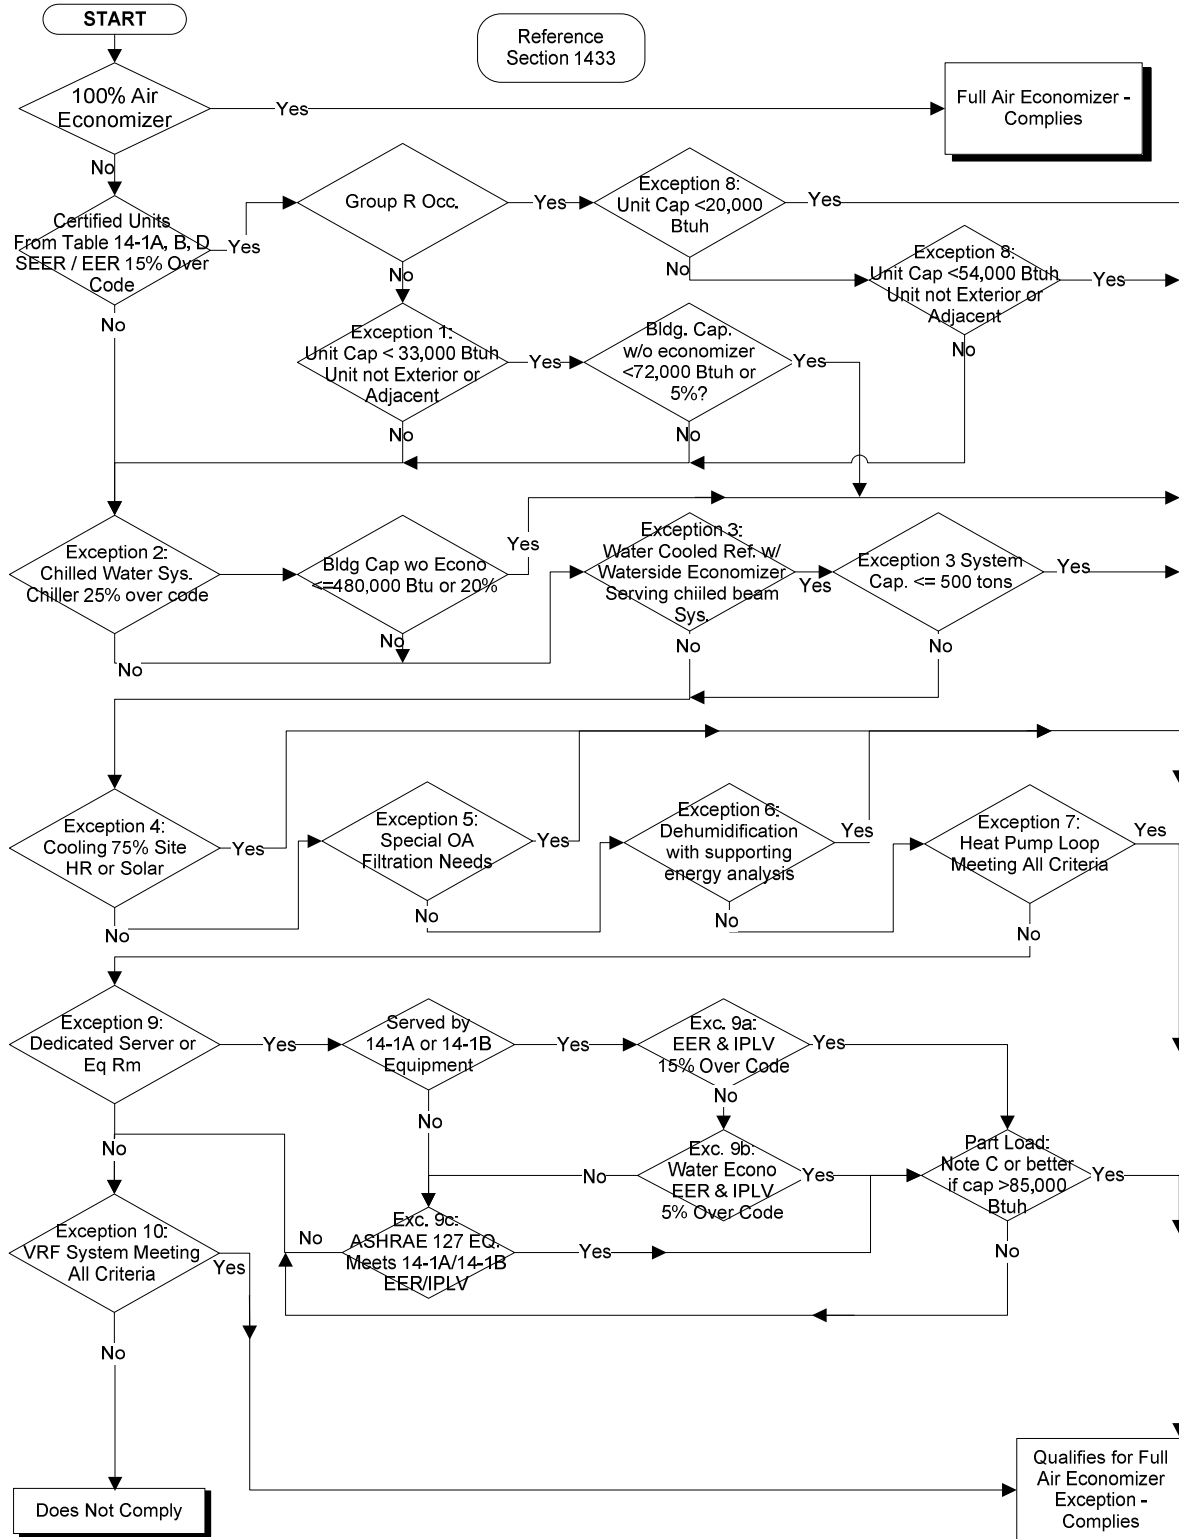 START
Reference
Section 1433
100% Air
Economizer
Yes
Full Air Economizer -
Complies
No
Certified Units
From Table 14-1A, B, D
SEER / EER 15% Over
Code
Yes
Group R Occ.
Yes
Exception 8:
Unit Cap <20,000
Btuh
Yes
No
No
No
Exception 8:
Unit Cap <54,000 Btuh
Unit not Exterior or
Adjacent
Yes
No
Exception 1:
Unit Cap < 33,000 Btuh
Unit not Exterior or
Adjacent
Yes
Bldg. Cap.
w/o economizer
<72,000 Btuh or
5%?
Yes
No
No
Exception 2:
Chilled Water Sys.
Chiller 25% over code
Bldg Cap wo Econo
<=480,000 Btu or 20%
Yes
Exception 3:
Water Cooled Ref. w/
Waterside Economizer
Serving chilled beam
Sys.
Yes
Exception 3 System
Cap. <= 500 tons
Yes
No
No
No
No
Exception 4:
Cooling 75% Site
HR or Solar
Yes
Exception 5:
Special OA
Filtration Needs
Yes
Exception 6:
Dehumidification
with supporting
energy analysis
Yes
Exception 7:
Heat Pump Loop
Meeting All Criteria
Yes
No
No
No
No
Exception 9:
Dedicated Server or
Eq Rm
Yes
Served by
14-1A or 14-1B
Equipment
Yes
Exc. 9a:
EER & IPLV
15% Over Code
Yes
No
No
No
Exc. 9b:
Water Econo
EER & IPLV
5% Over Code
No
Yes
Part Load:
Note C or better
if cap >85,000
Btuh
Yes
No
Exception 10:
VRF System Meeting
All Criteria
Yes
No
Exc. 9c:
ASHRAE 127 EQ.
Meets 14-1A/14-1B
EER/IPLV
Yes
No
Does Not Comply
Qualifies for Full
Air Economizer
Exception -
Complies